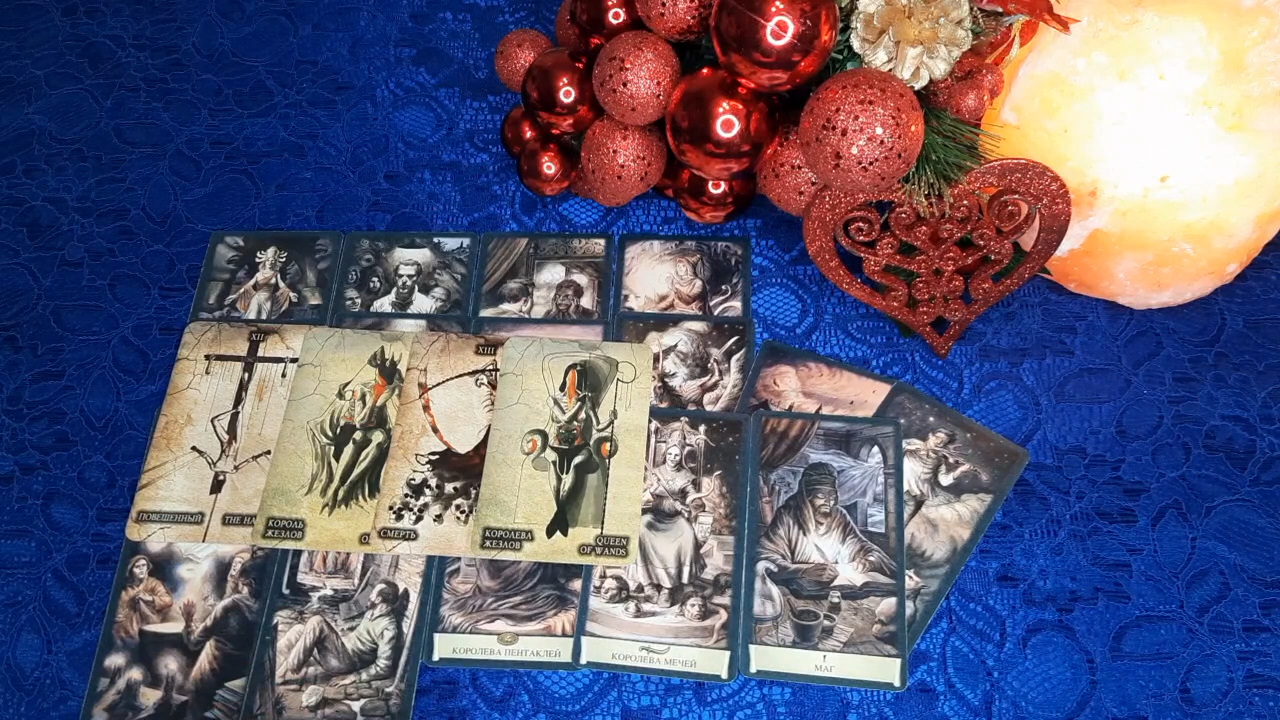 XII
ПОВЕШЕННЫЙ
THE HA
КОРОЛЬ
ЖЕЗЛОВ
XIII
СМЕРТЬ
КОРОЛЕВА
ЖЕЗЛОВ
QUEEN
OF WANDS
КОРОЛЕВА ПЕНТАКЛЕЙ
КОРОЛЕВА МЕЧЕЙ
I
МАГ